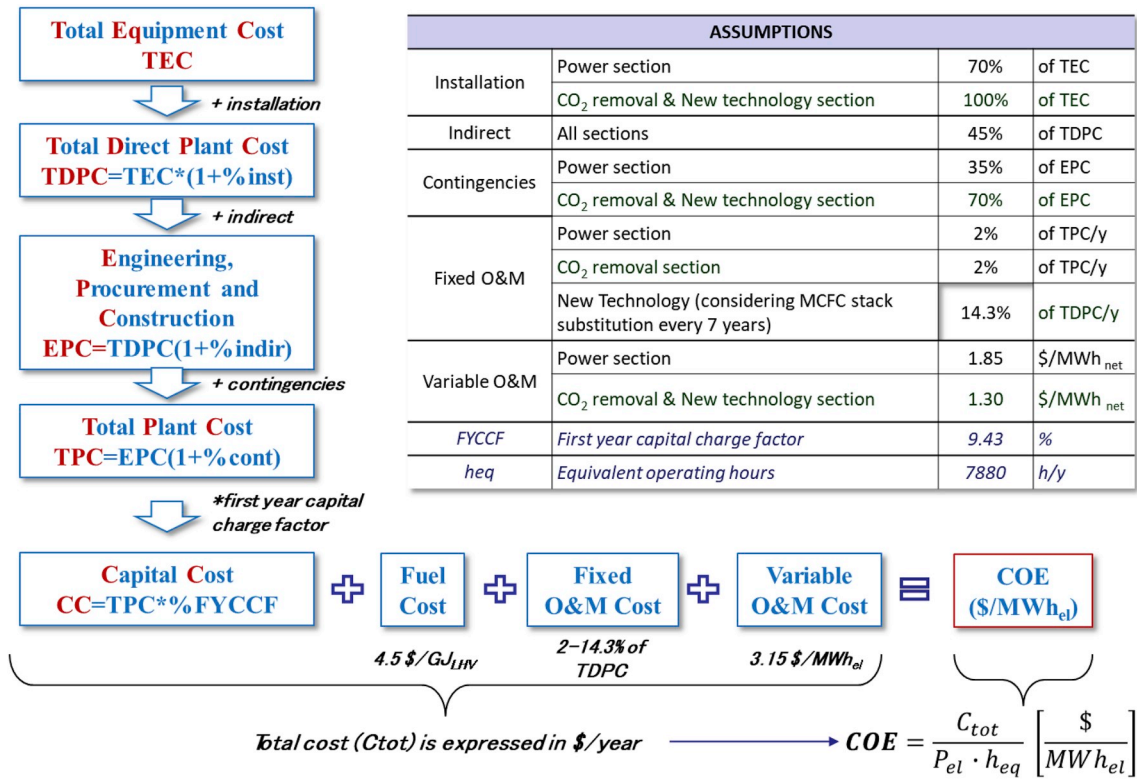 Total Equipment Cost
TEC
+ installation
Total Direct Plant Cost
TDPC=TEC*(1+%inst)
+ indirect
Engineering,
Procurement and
Construction
EPC=TDPC(1+%indir)
+ contingencies
Total Plant Cost
TPC=EPC(1+%cont)
*first year capital
charge factor
ASSUMPTIONS
Installation
Power section 70% of TEC
CO₂ removal & New technology section 100% of TEC
Indirect All sections 45% of TDPC
Contingencies
Power section 35% of EPC
CO₂ removal & New technology section 70% of EPC
Fixed O&M
Power section 2% of TPC/y
CO₂ removal section 2% of TPC/y
New Technology (considering MCFC stack
substitution every 7 years) 14.3% of TDPC/y
Variable O&M
Power section 1.85 $/MWh net
CO₂ removal & New technology section 1.30 $/MWh net
FYCCF First year capital charge factor 9.43 %
heq Equivalent operating hours 7880 h/y
Capital Cost
CC=TPC*%FYCCF
+
Fuel
Cost
4.5 $/GJLHV
+
Fixed
O&M Cost
2-14.3% of
TDPC
+
Variable
O&M Cost
3.15 $/MWhel
=
COE
($/MWhel)
Total cost (Ctot) is expressed in $/year
COE = Ctot / Pel · heq [$ / MWhel]